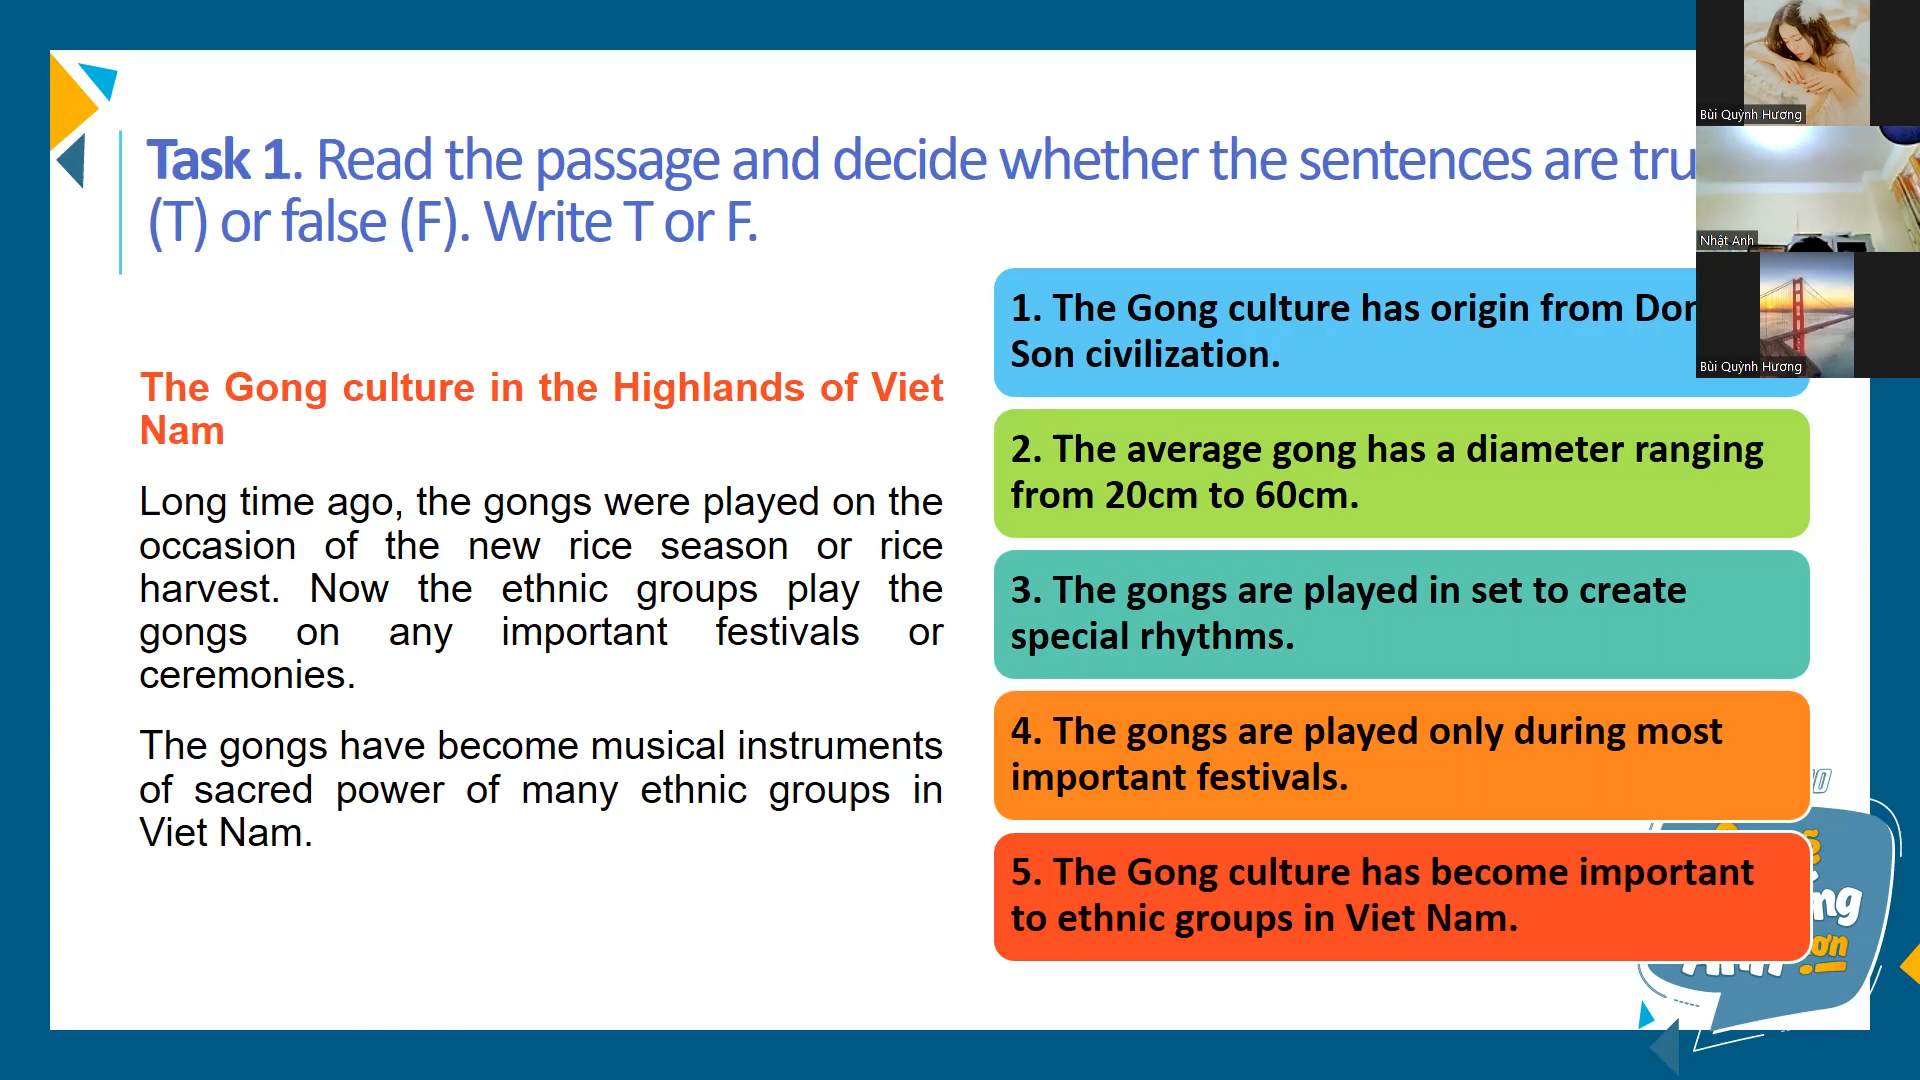 Task 1. Read the passage and decide whether the sentences are tru
(T) or false (F). Write T or F.
The Gong culture in the Highlands of Viet
Nam
Long time ago, the gongs were played on the
occasion of the new rice season or rice
harvest. Now the ethnic groups play the
gongs on any important festivals or
ceremonies.
The gongs have become musical instruments
of sacred power of many ethnic groups in
Viet Nam.
1. The Gong culture has origin from Don
Son civilization.
2. The average gong has a diameter ranging
from 20cm to 60cm.
3. The gongs are played in set to create
special rhythms.
4. The gongs are played only during most
important festivals.
5. The Gong culture has become important
to ethnic groups in Viet Nam.
Bùi Quỳnh Hương
Nhật Anh
Bùi Quỳnh Hương